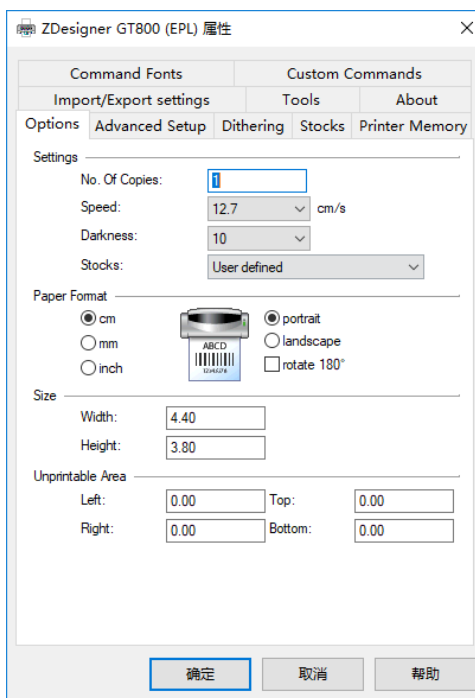 ZDesigner GT800 (EPL) 属性
Command Fonts Custom Commands
Import/Export settings Tools About
Options Advanced Setup Dithering Stocks Printer Memory
Settings
No. Of Copies: 1
Speed: 12.7 cm/s
Darkness: 10
Stocks: User defined
Paper Format
cm portrait
mm landscape
inch rotate 180°
ABCD
12345678
Size
Width: 4.40
Height: 3.80
Unprintable Area
Left: 0.00 Top: 0.00
Right: 0.00 Bottom: 0.00
确定 取消 帮助